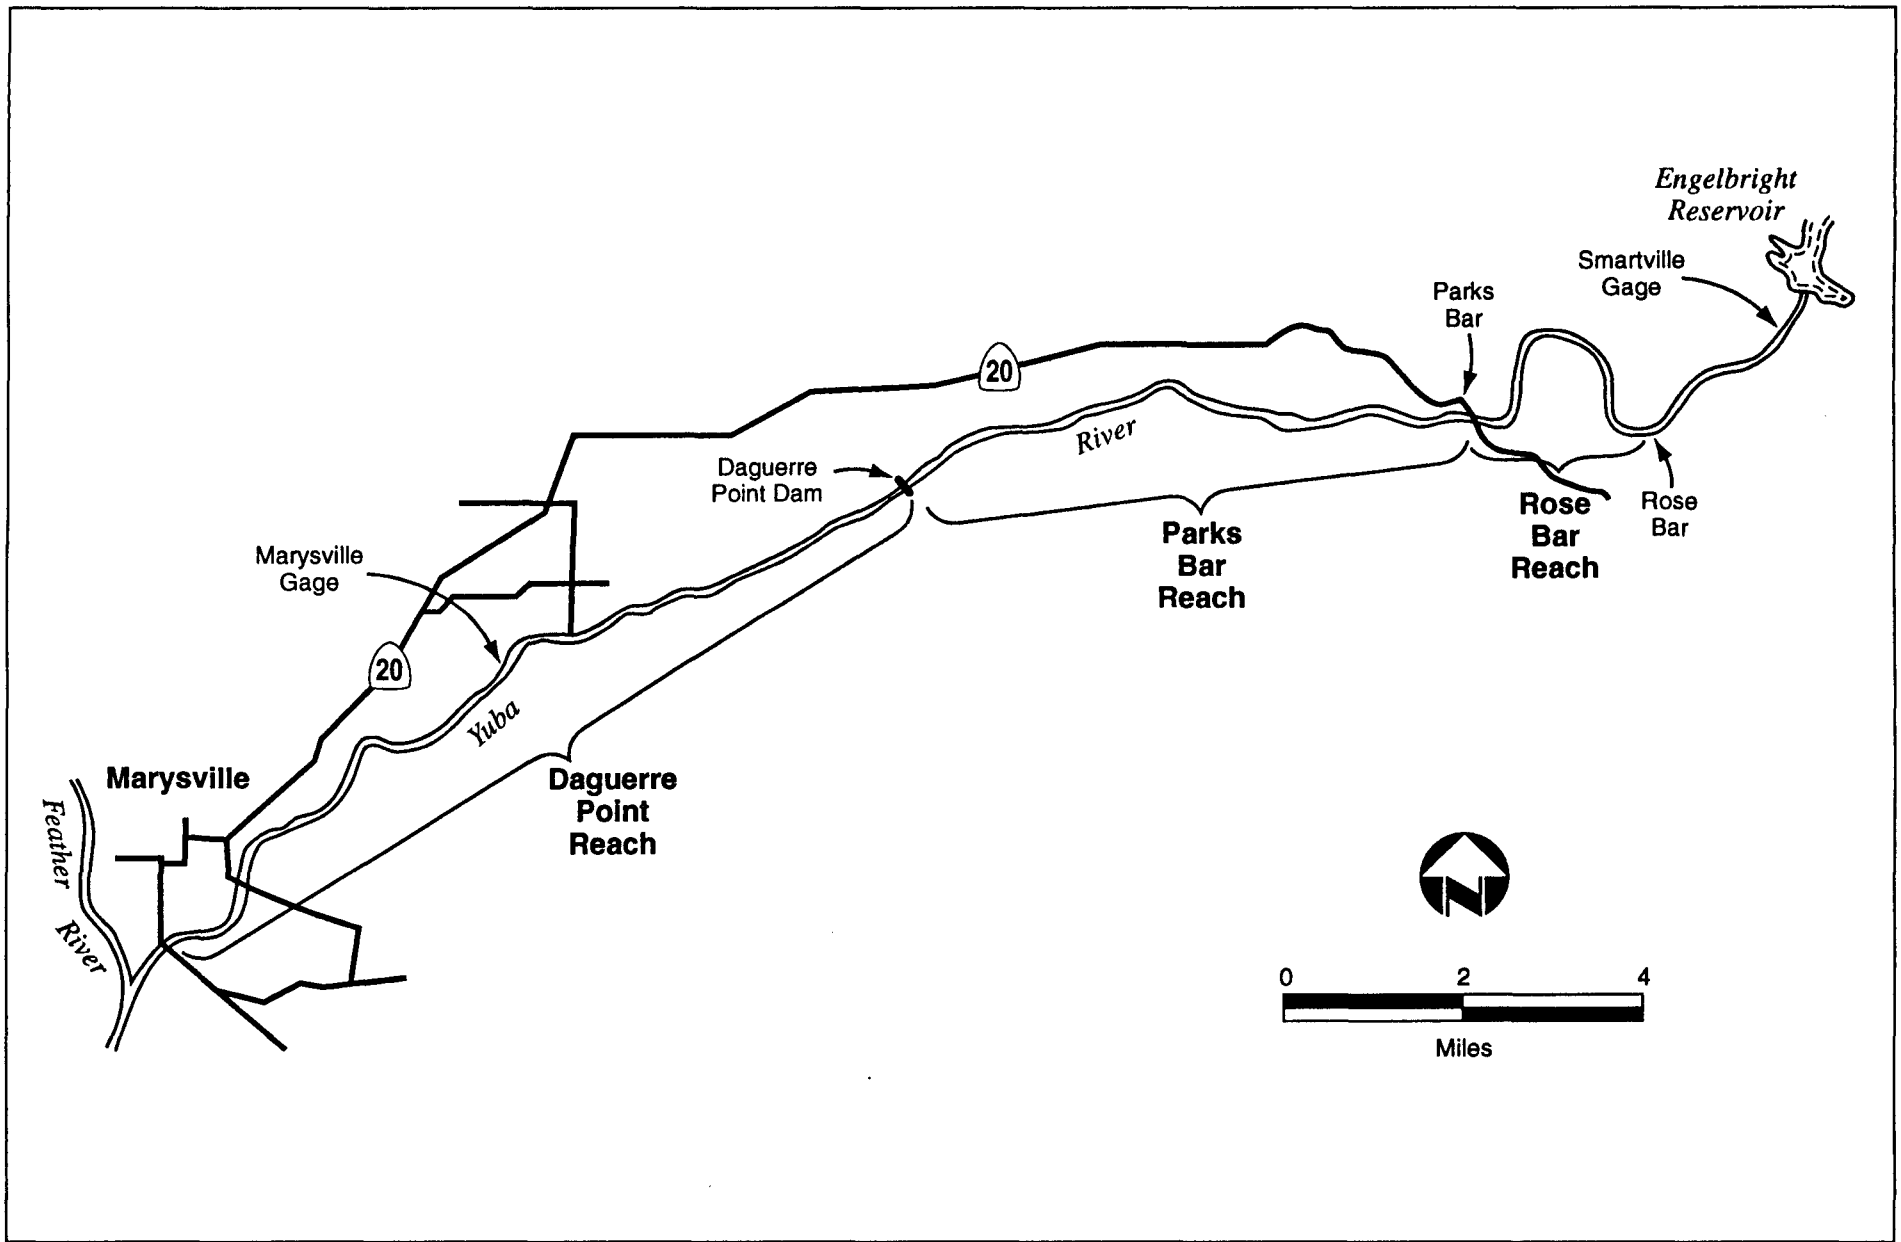 Engelbright
Reservoir
Smartville
Gage
Parks
Bar
20
River
Daguerre
Point Dam
Rose
Bar
Rose
Bar
Reach
Parks
Bar
Reach
Marysville
Gage
20
Yuba
Marysville
Daguerre
Point
Reach
Feather
River
N
0 2 4
Miles